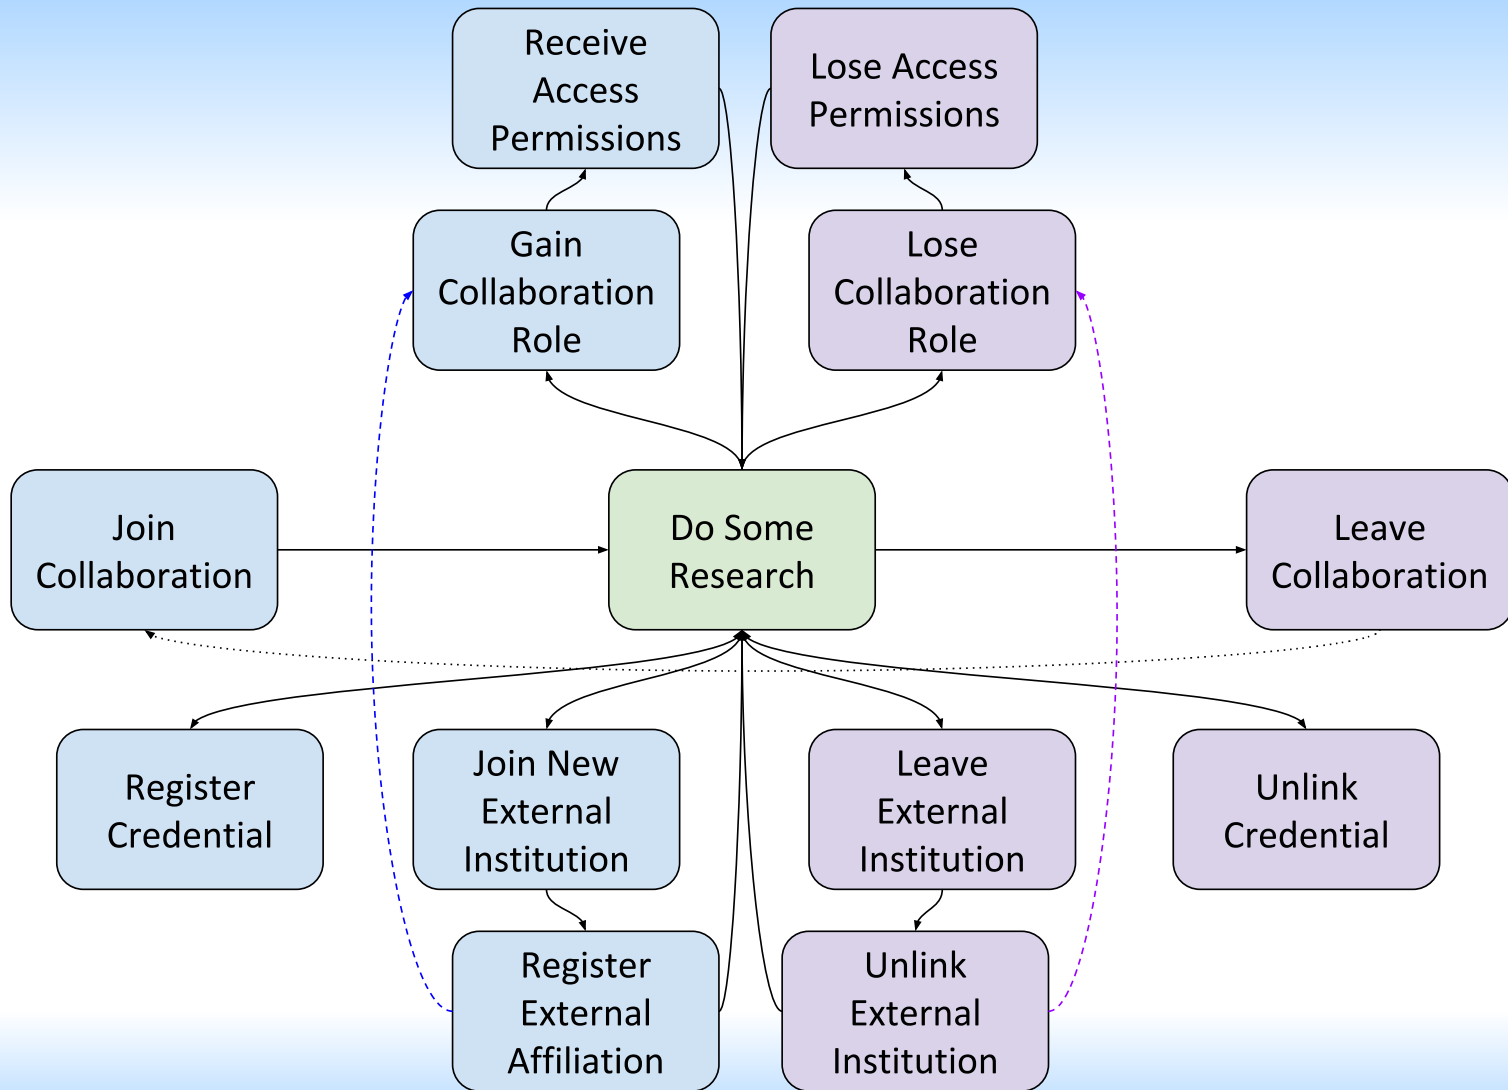 Receive
Access
Permissions
Lose Access
Permissions
Gain
Collaboration
Role
Lose
Collaboration
Role
Join
Collaboration
Do Some
Research
Leave
Collaboration
Register
Credential
Join New
External
Institution
Leave
External
Institution
Unlink
Credential
Register
External
Affiliation
Unlink
External
Institution